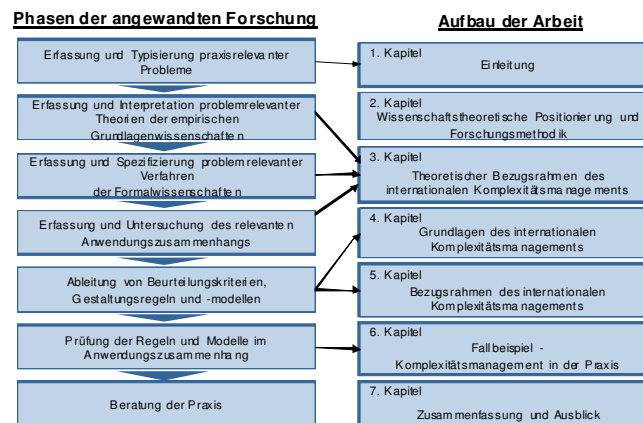 Phasen der angewandten Forschung
Erfassung und Typisierung praxisrelevanter
Probleme
Erfassung und Interpretation problemrelevanter
Theorien der empirischen
Grundlagenwissenschaften
Erfassung und Spezifizierung problemrelevanter
Verfahren
der Formalwissenschaften
Erfassung und Untersuchung des relevanten
Anwendungszusammenhangs
Ableitung von Beurteilungskriterien,
Gestaltungsregeln und -modellen
Prüfung der Regeln und Modelle im
Anwendungszusammenhang
Beratung der Praxis
Aufbau der Arbeit
1. Kapitel
Einleitung
2. Kapitel
Wissenschaftstheoretische Positionierung und
Forschungsmethodik
3. Kapitel
Theoretischer Bezugsrahmen des
internationalen Komplexitätsmanagements
4. Kapitel
Grundlagen des internationalen
Komplexitätsmanagements
5. Kapitel
Bezugsrahmen des internationalen
Komplexitätsmanagements
6. Kapitel
Fallbeispiel -
Komplexitätsmanagement in der Praxis
7. Kapitel
Zusammenfassung und Ausblick